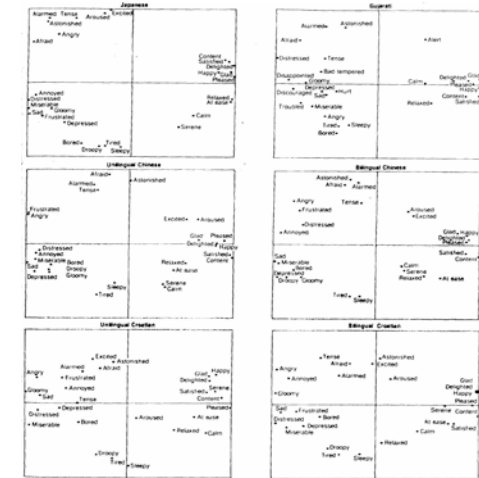 Japanese
Alarmed Tense Excited
Aroused
Astonished
Angry
Afraid
Content
Satisfied
Delighted
Happy Glad
Pleased
Annoyed
Distressed
Miserable
Sad Gloomy
Frustrated
Depressed
Relaxed
At ease
Calm
Serene
Bored Tired
Droopy Sleepy
Gujarati
Alarmed Astonished
Afraid Alert
Distressed Tense
Bad tempered
Disappointed Gloomy
Depressed
Discouraged Hurt
Sad
Troubled Miserable
Angry
Tired Sleepy
Bored
Calm Delighted Glad
Pleased
Happy
Content
Relaxed Satisfied
Unilingual Chinese
Afraid
Alarmed Astonished
Tense
Frustrated
Angry
Excited Aroused
Glad Pleased
Delighted Happy
Satisfied
Content
Distressed
Annoyed
Miserable Bored
Sad Droopy
Depressed Gloomy
Relaxed
At ease
Sleepy Serene
Tired Calm
Bilingual Chinese
Astonished
Afraid Alarmed
Angry Tense
Frustrated
Distressed
Annoyed
Aroused
Excited
Glad Happy
Delighted
Pleased
Satisfied
Content
Sad
Miserable
Bored
Depressed
Droopy Gloomy
Calm
Serene
Relaxed At ease
Tired
Sleepy
Unilingual Croatian
Excited
Astonished
Alarmed Afraid
Angry
Frustrated
Gloomy Annoyed
Sad
Tense
Depressed
Distressed
Miserable Bored
Happy
Glad
Delighted
Serene
Satisfied
Content
Pleased
Aroused At ease
Relaxed Calm
Droopy
Tired Sleepy
Bilingual Croatian
Tense Astonished
Afraid Excited
Angry
Annoyed Alarmed Aroused
Gloomy
Glad
Delighted
Happy
Pleased
Serene Content
Sad Frustrated
Distressed Bored
Depressed
Miserable
At ease
Satisfied
Calm
Droopy Relaxed
Tired Sleepy